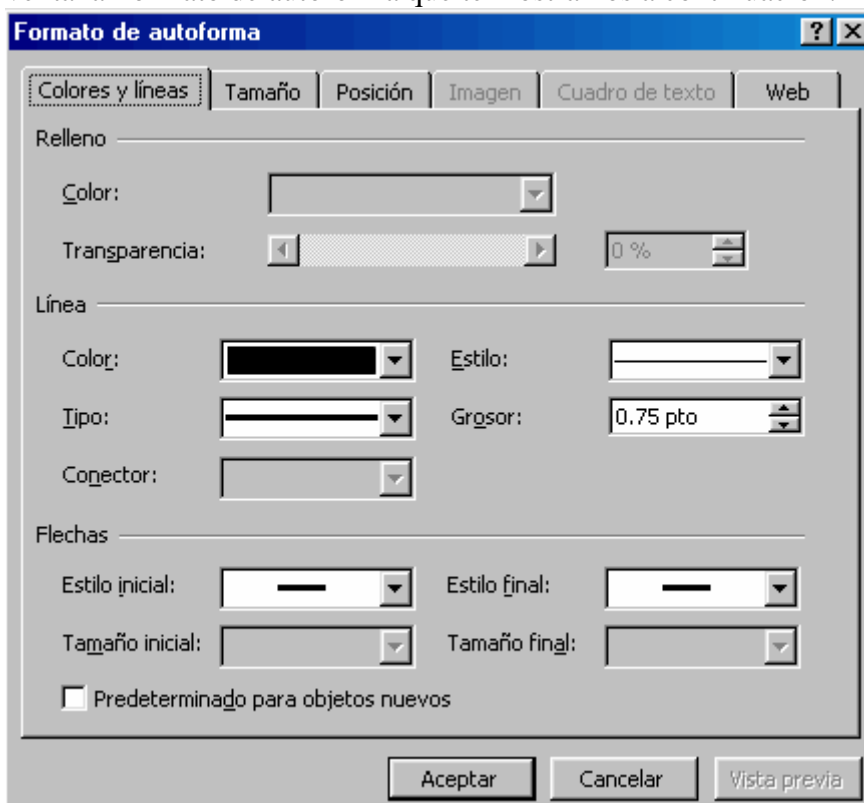 Formato de autoforma
Colores y líneas Tamaño Posición Imagen Cuadro de texto Web
Relleno
Color:
Transparencia: 0 %
Línea
Color: Estilo:
Tipo: Grosor: 0.75 pto
Conector:
Flechas
Estilo inicial: Estilo final:
Tamaño inicial: Tamaño final:
Predeterminado para objetos nuevos
Aceptar Cancelar Vista previa